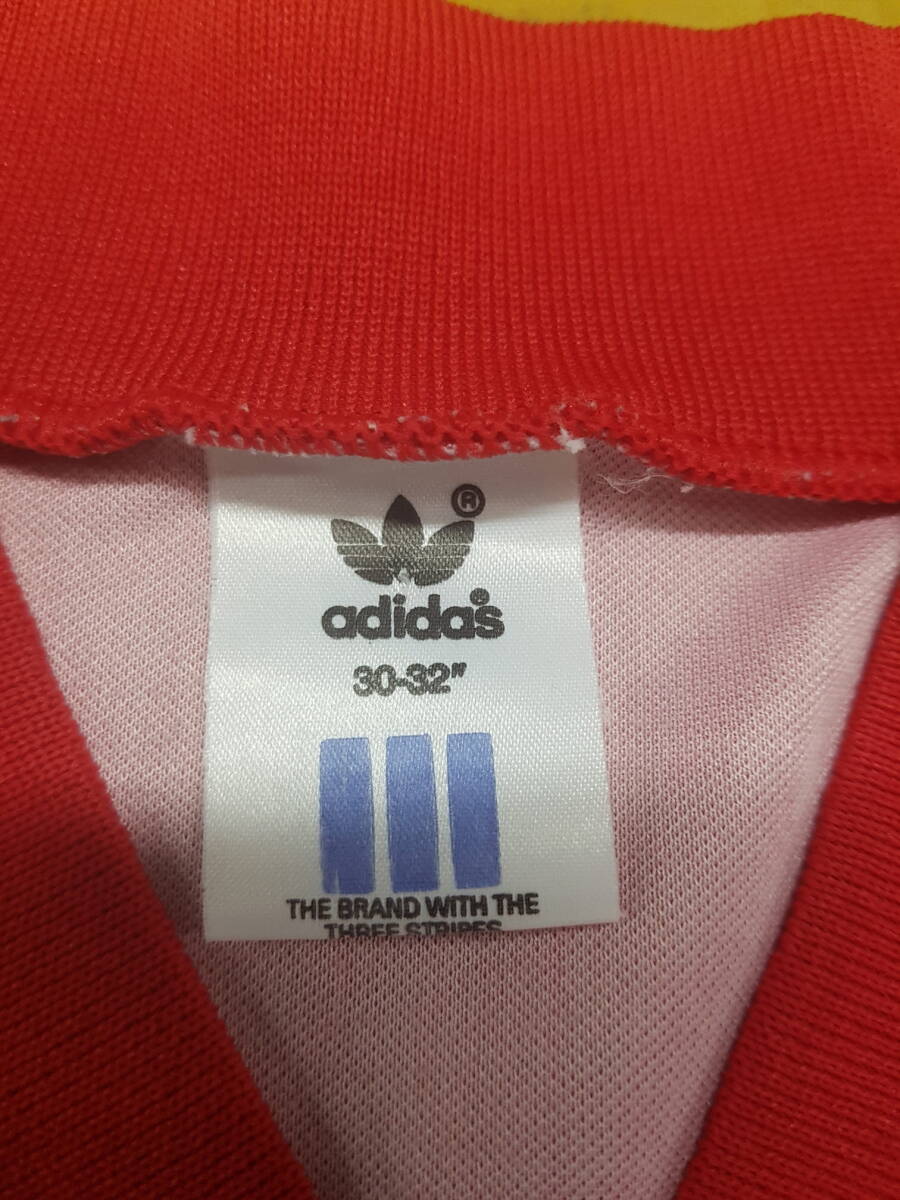 ®
adidas®
30-32"
THE BRAND WITH THE
THREE STRIPES